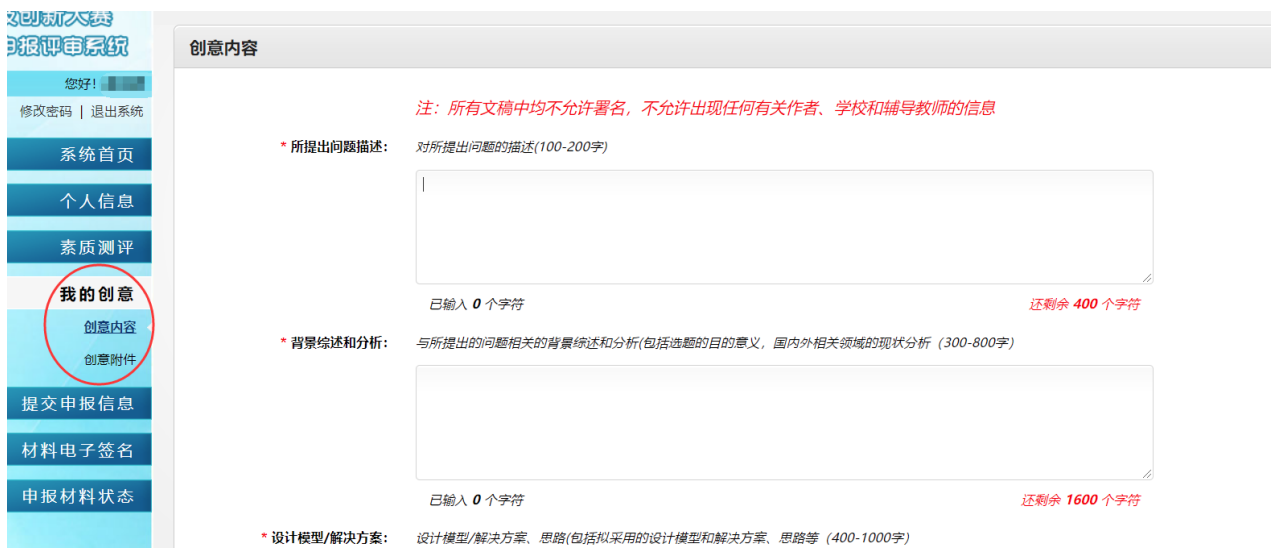 创新大赛
申报评审系统
您好!
修改密码 | 退出系统
系统首页
个人信息
素质测评
我的创意
创意内容
创意附件
提交申报信息
材料电子签名
申报材料状态
创意内容
注：所有文稿中均不允许署名，不允许出现任何有关作者、学校和辅导教师的信息
* 所提出问题描述： 对所提出问题的描述(100-200字)
已输入 0 个字符 还剩余 400 个字符
* 背景综述和分析： 与所提出的问题相关的背景综述和分析(包括选题的目的意义，国内外相关领域的现状分析（300-800字）
已输入 0 个字符 还剩余 1600 个字符
* 设计模型/解决方案： 设计模型/解决方案、思路(包括拟采用的设计模型和解决方案、思路等（400-1000字）